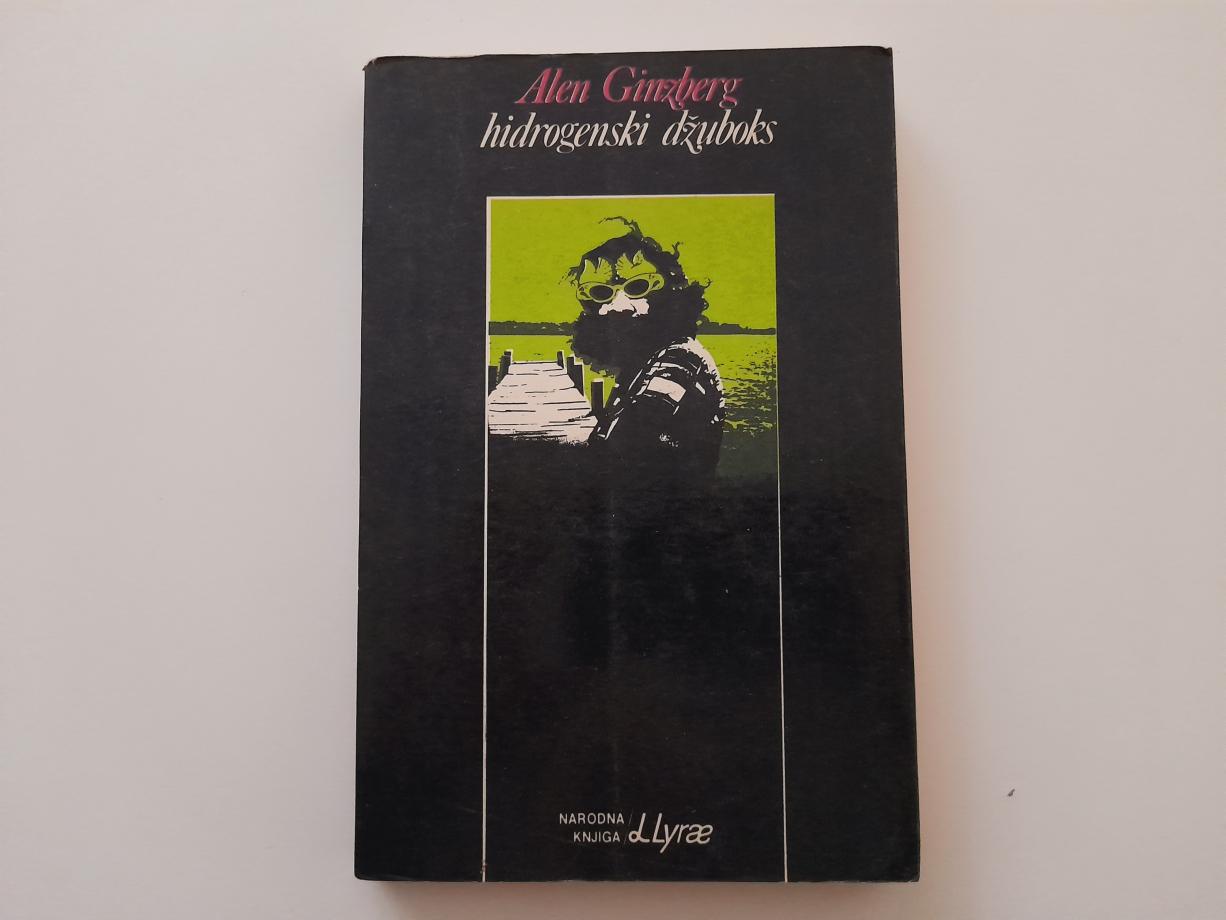 Alen Ginzberg
hidrogenski džuboks
NARODNA /
KNJIGA / L Lyræ